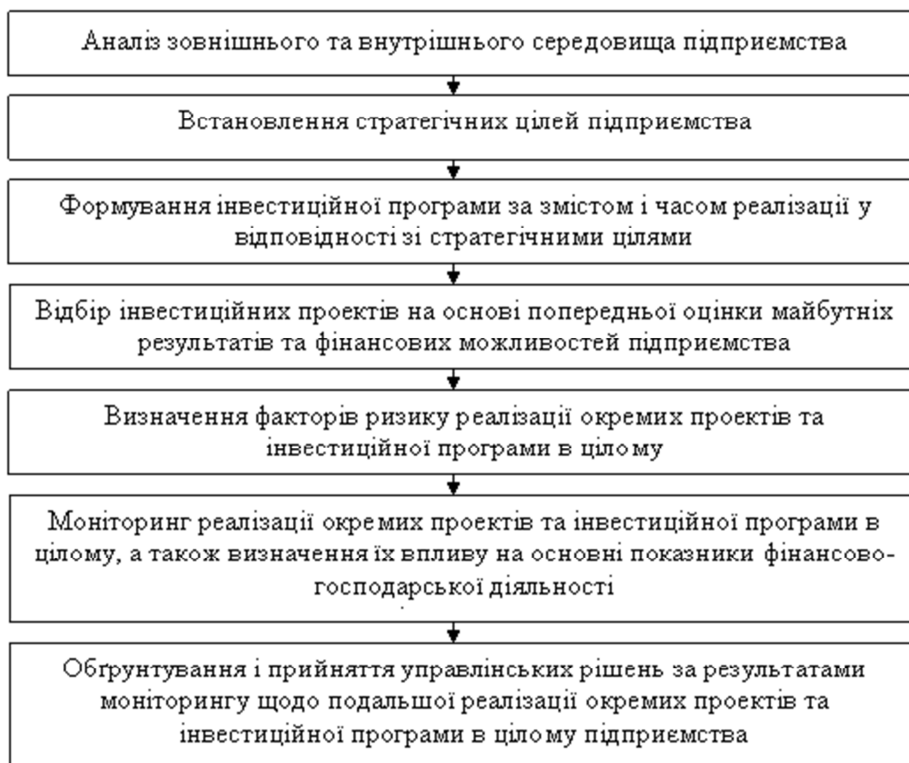 Аналіз зовнішнього та внутрішнього середовища підприємства
Встановлення стратегічних цілей підприємства
Формування інвестиційної програми за змістом і часом реалізації у
відповідності зі стратегічними цілями
Відбір інвестиційних проектів на основі попередньої оцінки майбутніх
результатів та фінансових можливостей підприємства
Визначення факторів ризику реалізації окремих проектів та
інвестиційної програми в цілому
Моніторинг реалізації окремих проектів та інвестиційної програми в
цілому, а також визначення їх впливу на основні показники фінансово-
господарської діяльності
Обґрунтування і прийняття управлінських рішень за результатами
моніторингу щодо подальшої реалізації окремих проектів та
інвестиційної програми в цілому підприємства